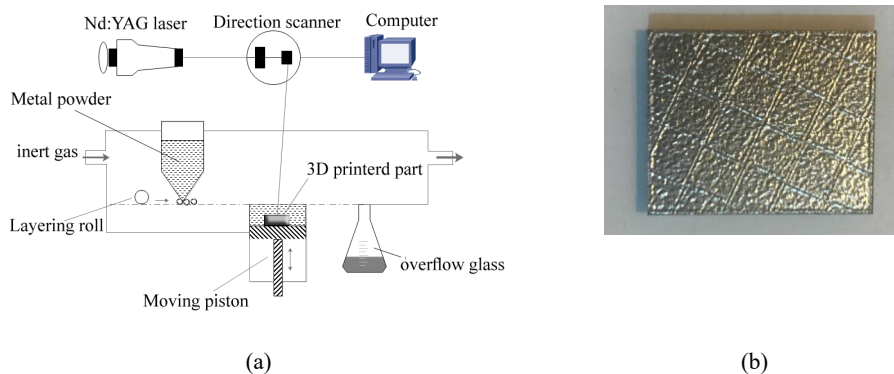 Nd:YAG laser
Direction scanner
Computer
Metal powder
inert gas
3D printerd part
Layering roll
overflow glass
Moving piston
(a)
(b)